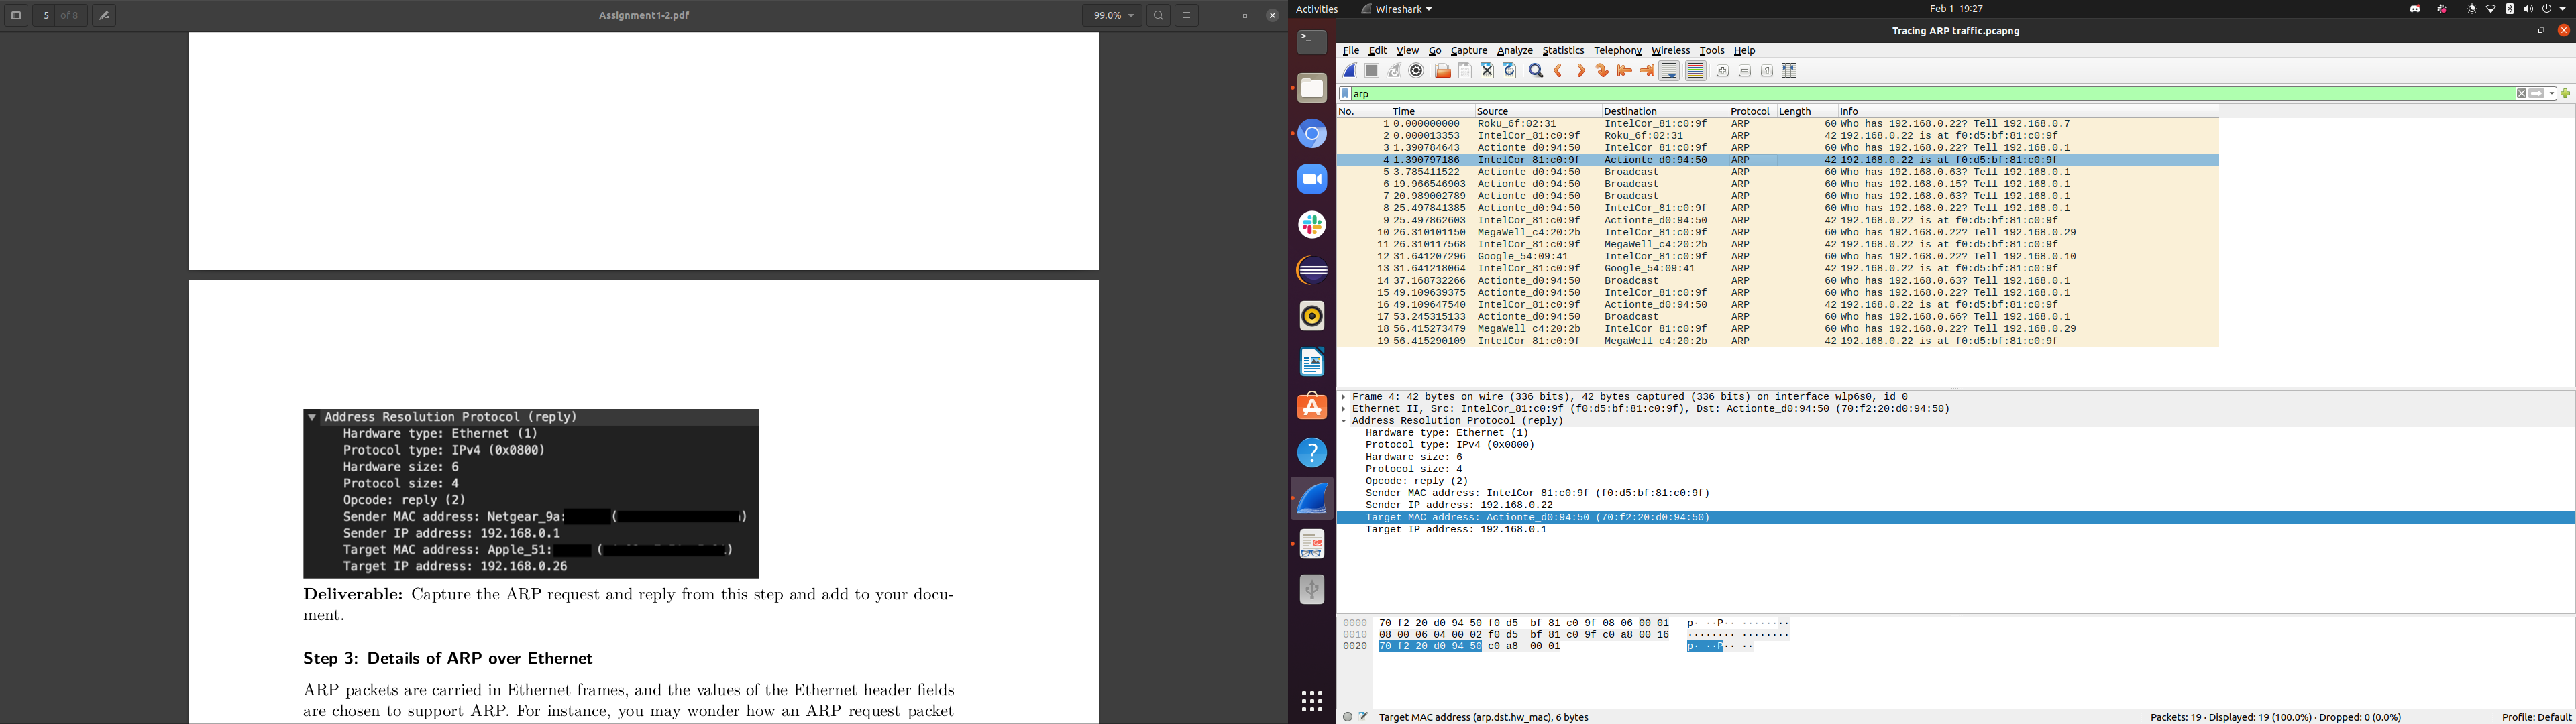 5 of 8
Assignment1-2.pdf
99.0%
Address Resolution Protocol (reply)
Hardware type: Ethernet (1)
Protocol type: IPv4 (0x0800)
Hardware size: 6
Protocol size: 4
Opcode: reply (2)
Sender MAC address: Netgear_9a: ( )
Sender IP address: 192.168.0.1
Target MAC address: Apple_51: ( )
Target IP address: 192.168.0.26
Deliverable: Capture the ARP request and reply from this step and add to your docu-
ment.
Step 3: Details of ARP over Ethernet
ARP packets are carried in Ethernet frames, and the values of the Ethernet header fields
are chosen to support ARP. For instance, you may wonder how an ARP request packet
Activities Wireshark Feb 1 19:27
Tracing ARP traffic.pcapng
File Edit View Go Capture Analyze Statistics Telephony Wireless Tools Help
arp
No. Time Source Destination Protocol Length Info
1 0.000000000 Roku_6f:02:31 IntelCor_81:c0:9f ARP 60 Who has 192.168.0.22? Tell 192.168.0.7
2 0.000013353 IntelCor_81:c0:9f Roku_6f:02:31 ARP 42 192.168.0.22 is at f0:d5:bf:81:c0:9f
3 1.390784643 Actionte_d0:94:50 IntelCor_81:c0:9f ARP 60 Who has 192.168.0.22? Tell 192.168.0.1
4 1.390797186 IntelCor_81:c0:9f Actionte_d0:94:50 ARP 42 192.168.0.22 is at f0:d5:bf:81:c0:9f
5 3.785411522 Actionte_d0:94:50 Broadcast ARP 60 Who has 192.168.0.63? Tell 192.168.0.1
6 19.966546903 Actionte_d0:94:50 Broadcast ARP 60 Who has 192.168.0.15? Tell 192.168.0.1
7 20.989002789 Actionte_d0:94:50 Broadcast ARP 60 Who has 192.168.0.63? Tell 192.168.0.1
8 25.497841385 Actionte_d0:94:50 IntelCor_81:c0:9f ARP 60 Who has 192.168.0.22? Tell 192.168.0.1
9 25.497862603 IntelCor_81:c0:9f Actionte_d0:94:50 ARP 42 192.168.0.22 is at f0:d5:bf:81:c0:9f
10 26.310101150 MegaWell_c4:20:2b IntelCor_81:c0:9f ARP 60 Who has 192.168.0.22? Tell 192.168.0.29
11 26.310117568 IntelCor_81:c0:9f MegaWell_c4:20:2b ARP 42 192.168.0.22 is at f0:d5:bf:81:c0:9f
12 31.641207296 Google_54:09:41 IntelCor_81:c0:9f ARP 60 Who has 192.168.0.22? Tell 192.168.0.10
13 31.641218064 IntelCor_81:c0:9f Google_54:09:41 ARP 42 192.168.0.22 is at f0:d5:bf:81:c0:9f
14 37.168732266 Actionte_d0:94:50 Broadcast ARP 60 Who has 192.168.0.63? Tell 192.168.0.1
15 49.109639375 Actionte_d0:94:50 IntelCor_81:c0:9f ARP 60 Who has 192.168.0.22? Tell 192.168.0.1
16 49.109647540 IntelCor_81:c0:9f Actionte_d0:94:50 ARP 42 192.168.0.22 is at f0:d5:bf:81:c0:9f
17 53.245315133 Actionte_d0:94:50 Broadcast ARP 60 Who has 192.168.0.66? Tell 192.168.0.1
18 56.415273479 MegaWell_c4:20:2b IntelCor_81:c0:9f ARP 60 Who has 192.168.0.22? Tell 192.168.0.29
19 56.415290109 IntelCor_81:c0:9f MegaWell_c4:20:2b ARP 42 192.168.0.22 is at f0:d5:bf:81:c0:9f
Frame 4: 42 bytes on wire (336 bits), 42 bytes captured (336 bits) on interface wlp6s0, id 0
Ethernet II, Src: IntelCor_81:c0:9f (f0:d5:bf:81:c0:9f), Dst: Actionte_d0:94:50 (70:f2:20:d0:94:50)
Address Resolution Protocol (reply)
Hardware type: Ethernet (1)
Protocol type: IPv4 (0x0800)
Hardware size: 6
Protocol size: 4
Opcode: reply (2)
Sender MAC address: IntelCor_81:c0:9f (f0:d5:bf:81:c0:9f)
Sender IP address: 192.168.0.22
Target MAC address: Actionte_d0:94:50 (70:f2:20:d0:94:50)
Target IP address: 192.168.0.1
0000 70 f2 20 d0 94 50 f0 d5 bf 81 c0 9f 08 06 00 01 p· ··P·· ········
0010 08 00 06 04 00 02 f0 d5 bf 81 c0 9f c0 a8 00 16 ········ ········
0020 70 f2 20 d0 94 50 c0 a8 00 01 p· ··P·· ··
Target MAC address (arp.dst.hw_mac), 6 bytes
Packets: 19 · Displayed: 19 (100.0%) · Dropped: 0 (0.0%)
Profile: Default